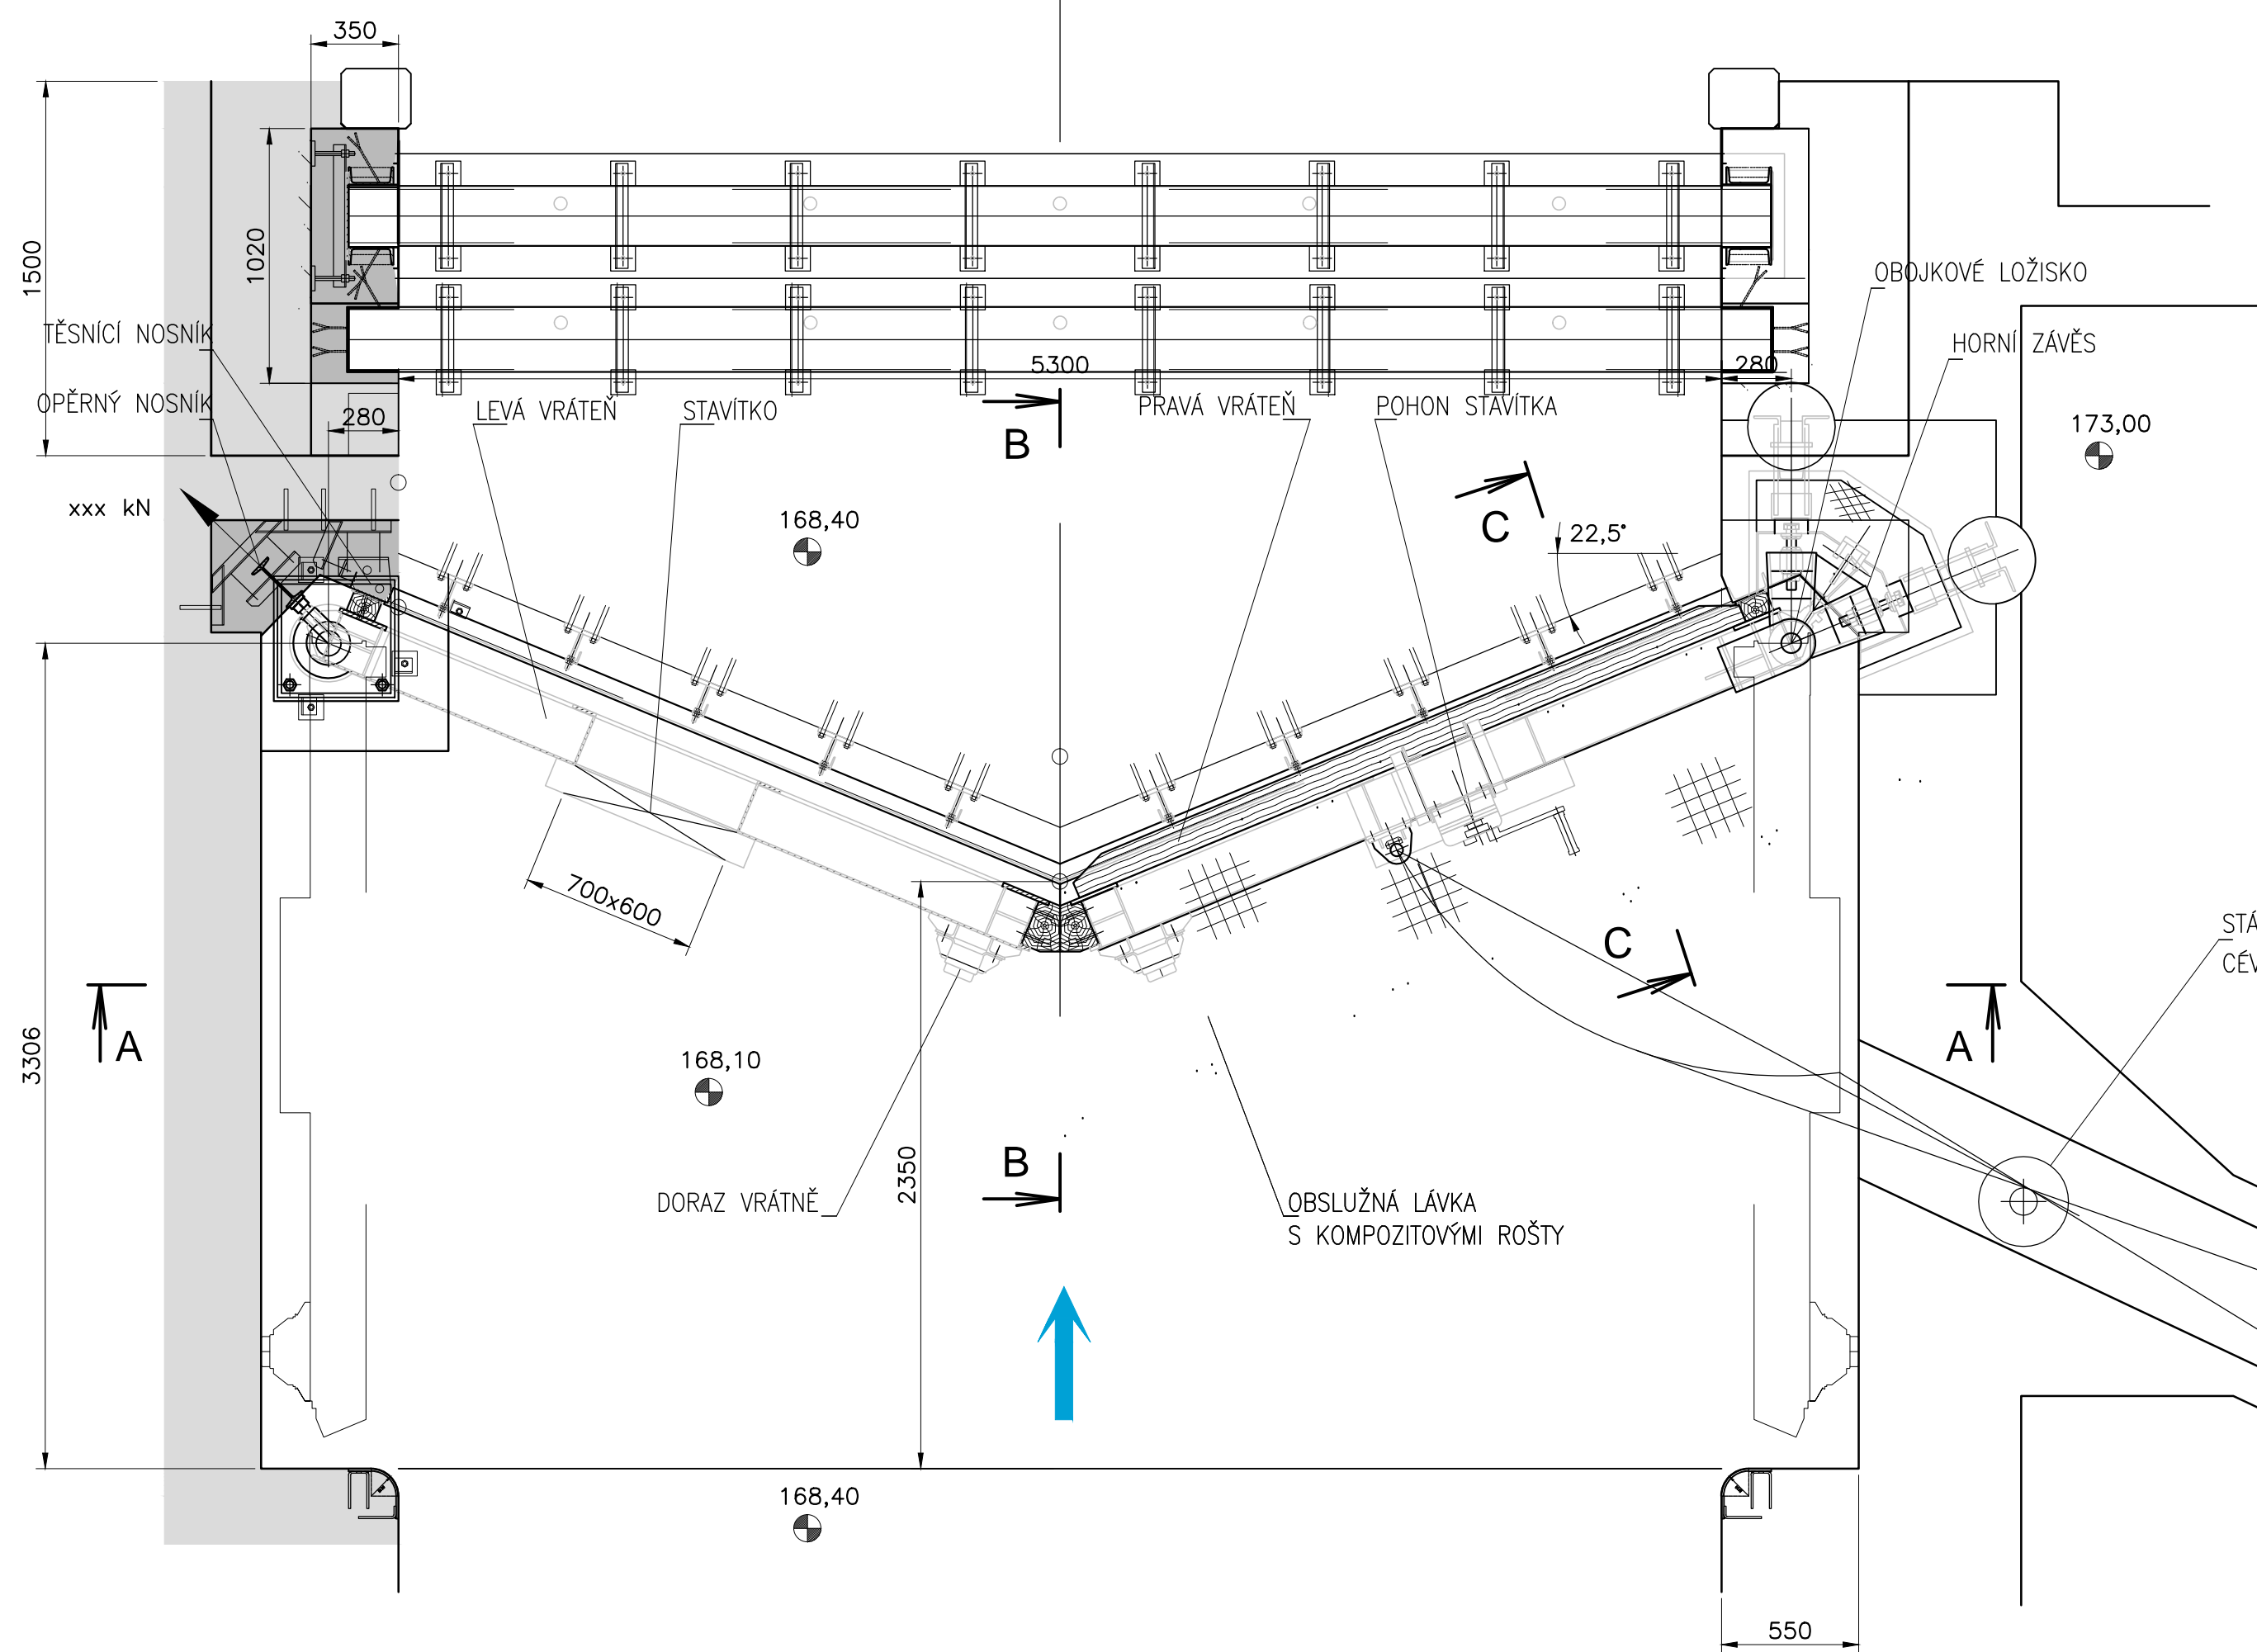 350
1500
1020
OBOJKOVÉ LOŽISKO
TĚSNÍCÍ NOSNÍK
HORNÍ ZÁVĚS
5300
280
OPĚRNÝ NOSNÍK
280
LEVÁ VRÁTEŇ
STAVÍTKO
PRAVÁ VRÁTEŇ
POHON STAVÍTKA
173,00
B
xxx kN
168,40
C
22,5°
700x600
STÁ
CÉV
C
A
A
3306
168,10
2350
B
DORAZ VRÁTNĚ
OBSLUŽNÁ LÁVKA
S KOMPOZITOVÝMI ROŠTY
168,40
550